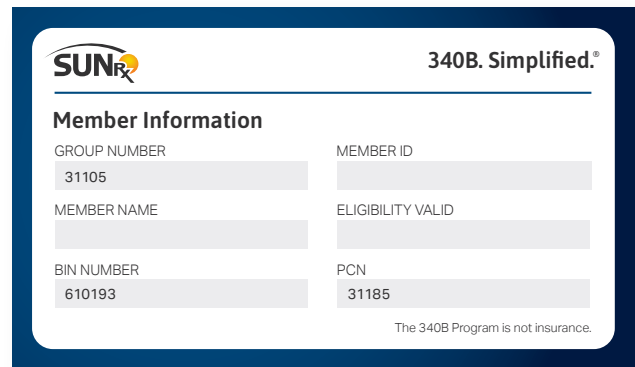 SUNRx
340B. Simplified.®
Member Information
GROUP NUMBER
31105
MEMBER ID
MEMBER NAME
ELIGIBILITY VALID
BIN NUMBER
610193
PCN
31185
The 340B Program is not insurance.